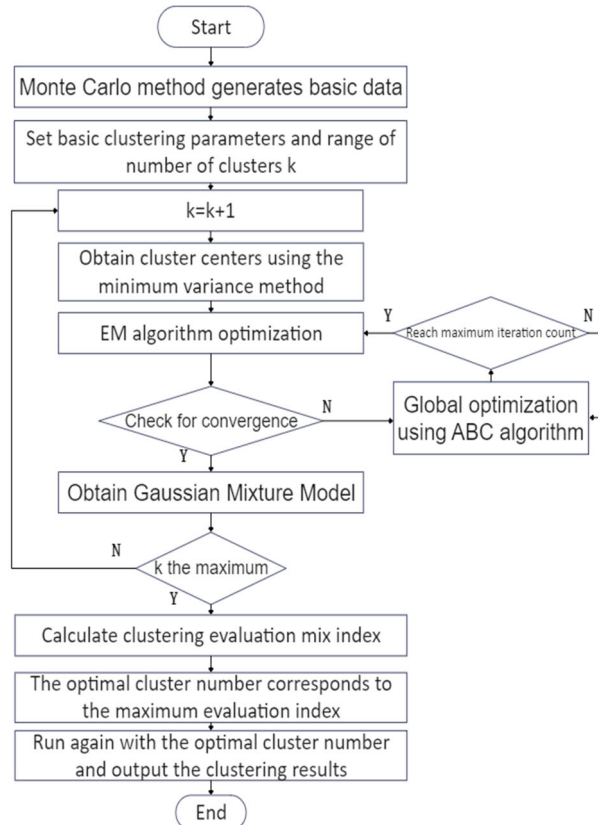 Start
Monte Carlo method generates basic data
Set basic clustering parameters and range of
number of clusters k
k=k+1
Obtain cluster centers using the
minimum variance method
EM algorithm optimization
Y
Reach maximum iteration count
N
Check for convergence
N
Global optimization
using ABC algorithm
Y
Obtain Gaussian Mixture Model
N
k the maximum
Y
Calculate clustering evaluation mix index
The optimal cluster number corresponds to
the maximum evaluation index
Run again with the optimal cluster number
and output the clustering results
End